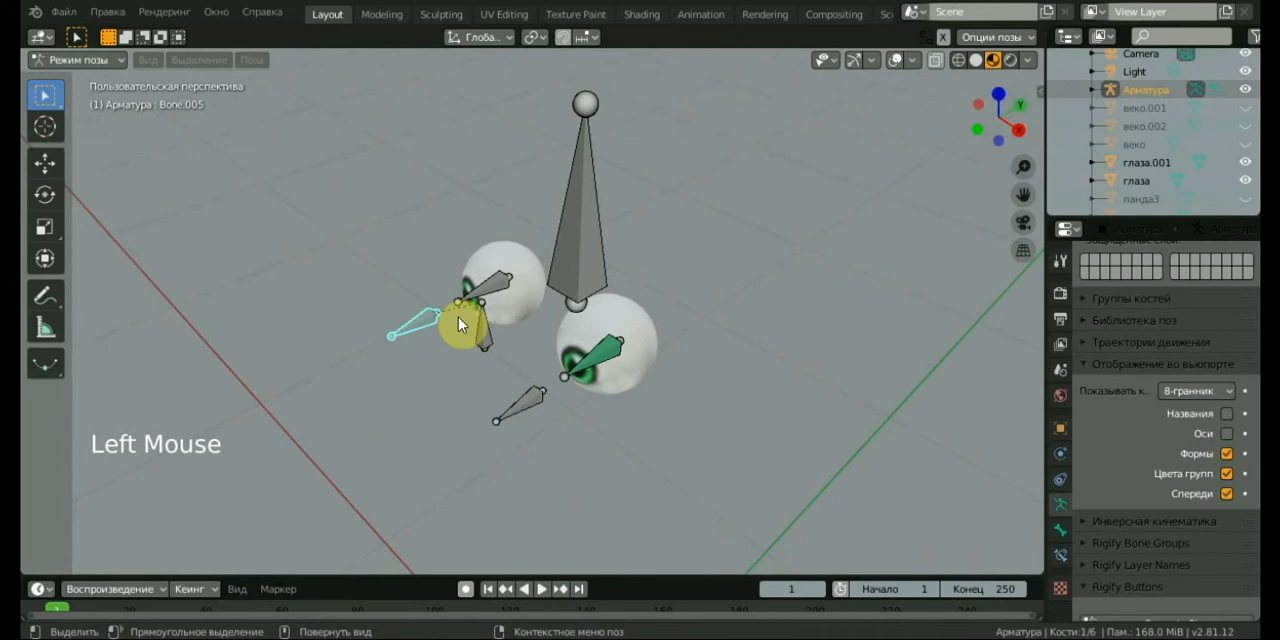 Файл Правка Рендеринг Окно Справка Layout Modeling Sculpting UV Editing Texture Paint Shading Animation Rendering Compositing Sc Scene View Layer
Глоба.. X Опции позы
Режим позы Вид Выделение Поза
Пользовательская перспектива
(1) Арматура : Bone.005
Camera
Light
Арматура
веко.001
веко.002
веко
глаза.001
глаза
панда3
Y
X
Группы костей
Библиотека поз
Траектории движения
Отображение во вьюпорте
Показывать к.. 8-гранник
Названия
Оси
Формы
Цвета групп
Спереди
Инверсная кинематика
Rigify Bone Groups
Rigify Layer Names
Rigify Buttons
Left Mouse
Воспроизведение Кеинг Вид Маркер 1 Начало 1 Конец 250
Выделить Прямоугольное выделение Повернуть вид Контекстное меню поз Арматура | Кости:1/6 | Пам.: 168.0 MiB | v2.81.12